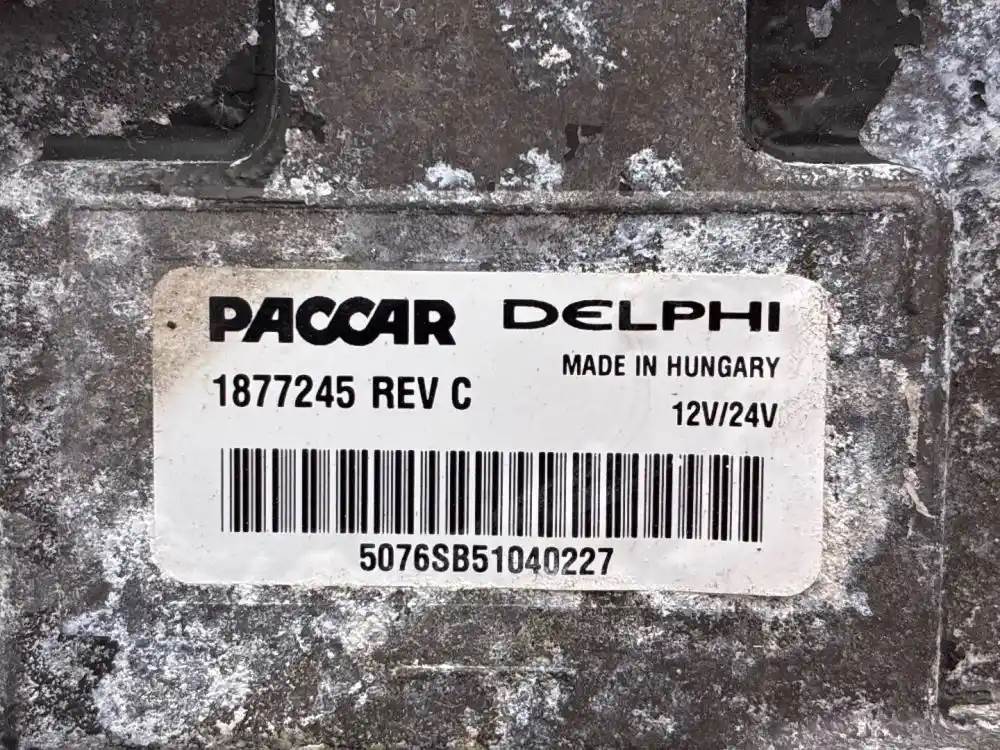 PACCAR DELPHI
MADE IN HUNGARY
1877245 REV C
12V/24V
5076SB51040227